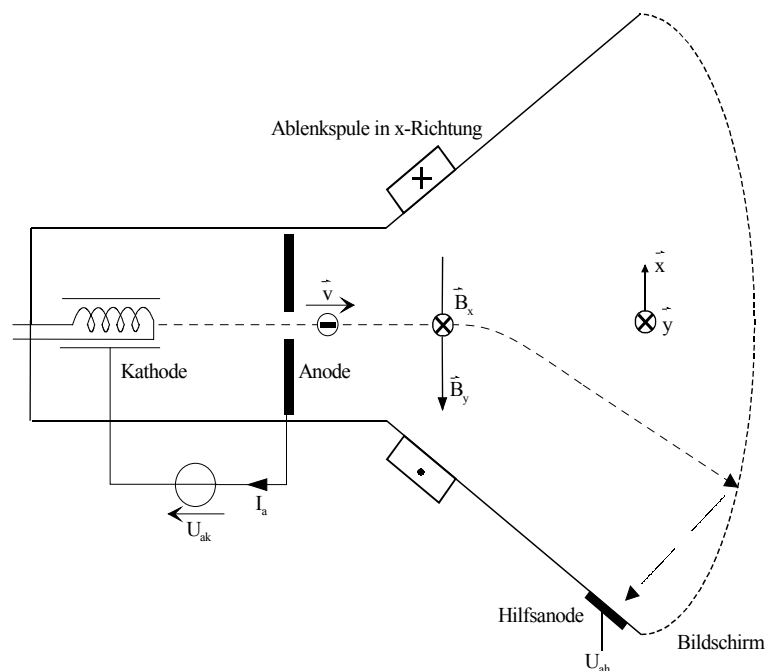 Ablenkspule in x-Richtung
+
v
B_x
x
y
Kathode
Anode
B_y
I_a
U_ak
Hilfsanode
Bildschirm
U_ah